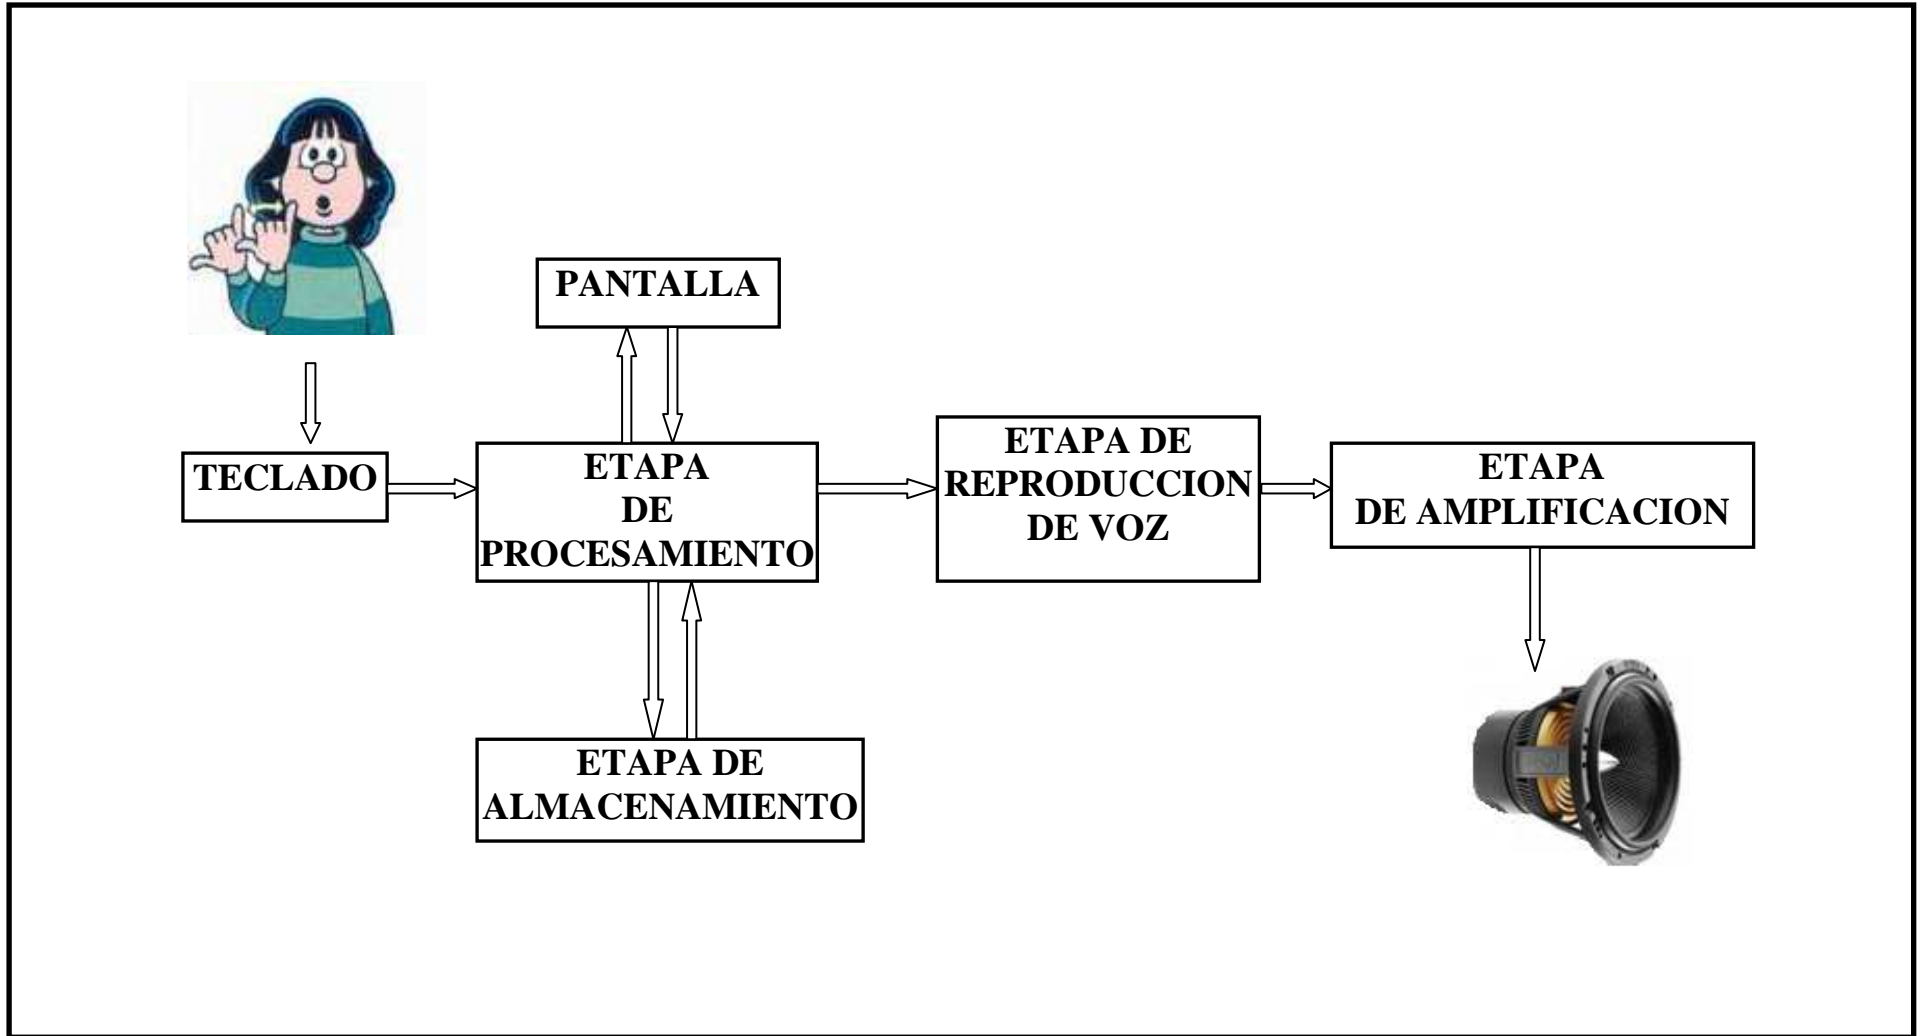 PANTALLA
TECLADO
ETAPA
DE
PROCESAMIENTO
ETAPA DE
REPRODUCCION
DE VOZ
ETAPA
DE AMPLIFICACION
ETAPA DE
ALMACENAMIENTO